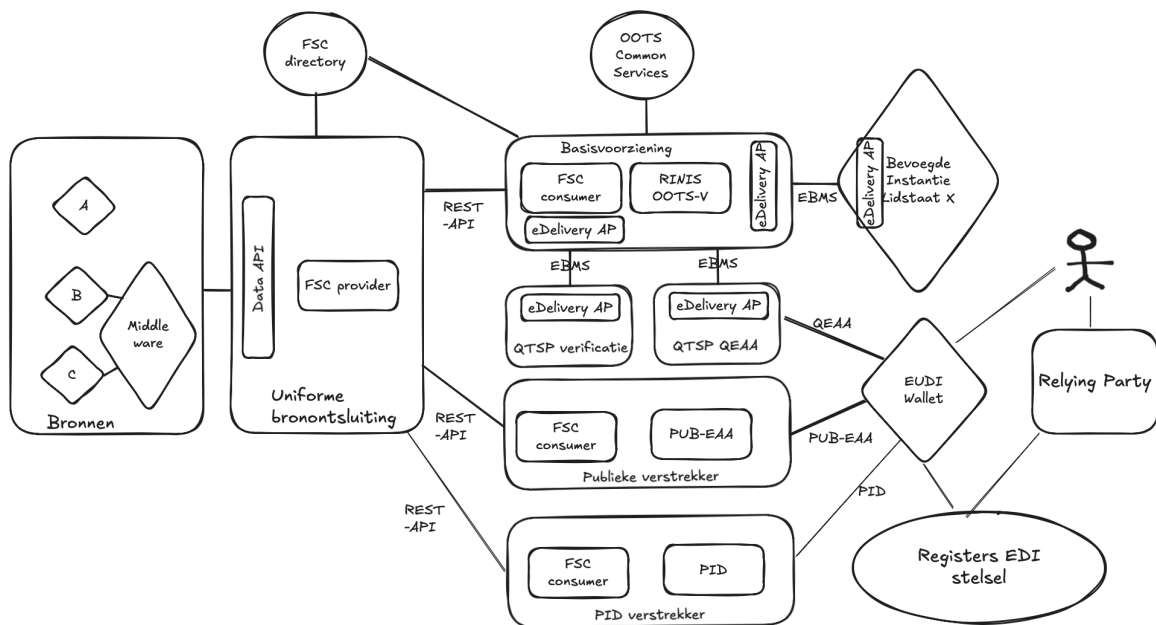 FSC
directory
OOTS
Common
Services
A
B
C
Middle
ware
Bronnen
Data API
FSC provider
Uniforme
bronontsluiting
REST
-API
REST
-API
REST
-API
Basisvoorziening
FSC
consumer
RINIS
OOTS-V
eDelivery AP
eDelivery AP
EBMS
eDelivery AP
Bevoegde
Instantie
Lidstaat X
EBMS
EBMS
eDelivery AP
QTSP verificatie
eDelivery AP
QTSP QEAA
QEAA
FSC
consumer
PUB-EAA
Publieke verstrekker
PUB-EAA
FSC
consumer
PID
PID verstrekker
PID
EUDI
Wallet
Relying Party
Registers EDI
stelsel